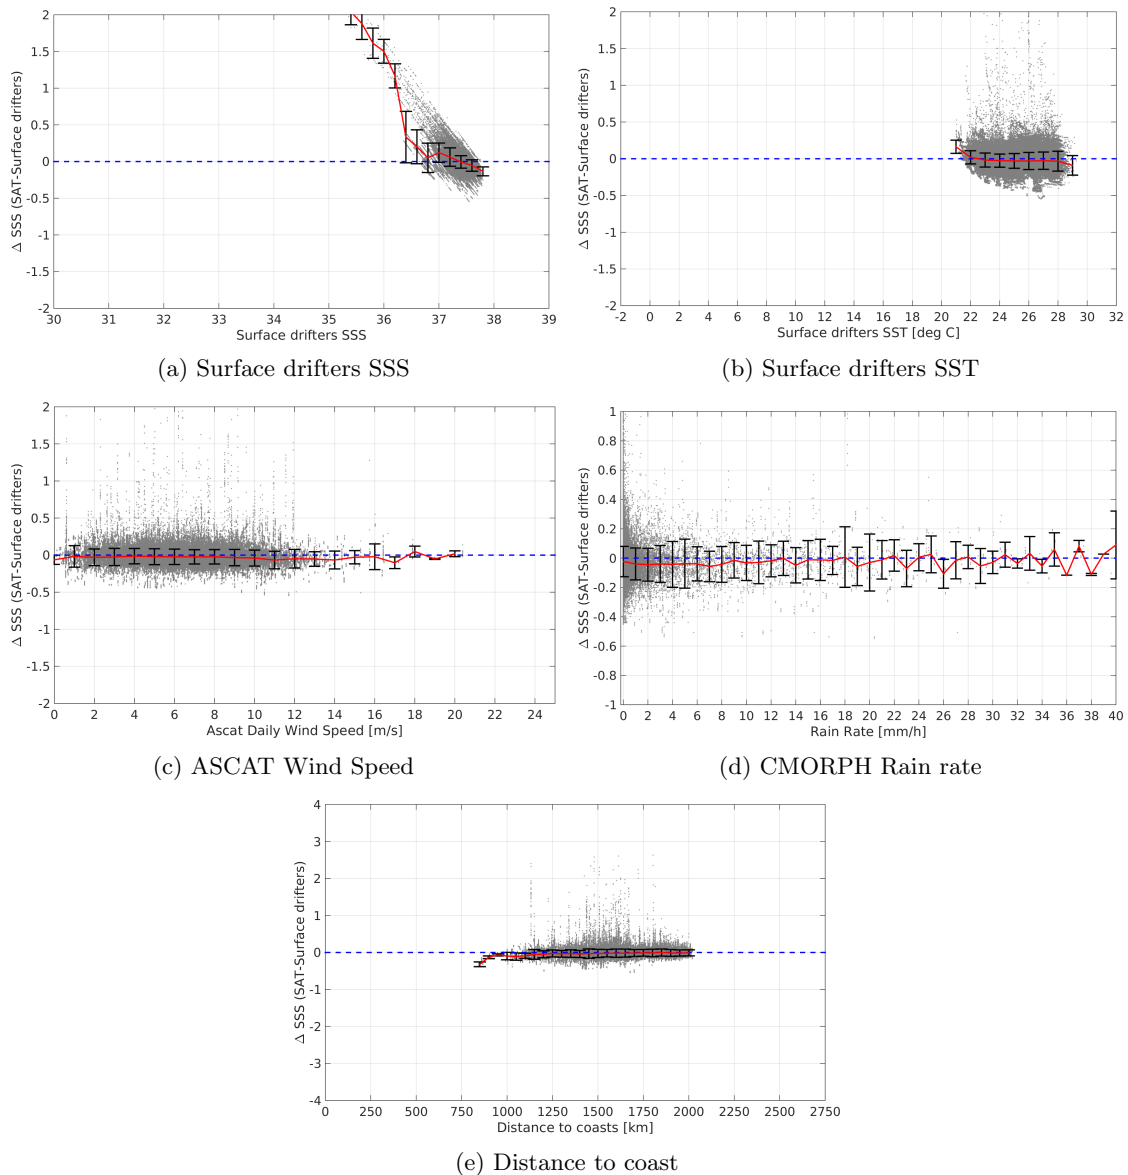 2
1.5
1
0.5
0
-0.5
-1
-1.5
-2
Δ SSS (SAT-Surface drifters)
30 31 32 33 34 35 36 37 38 39
Surface drifters SSS
(a) Surface drifters SSS
2
1.5
1
0.5
0
-0.5
-1
-1.5
-2
Δ SSS (SAT-Surface drifters)
-2 0 2 4 6 8 10 12 14 16 18 20 22 24 26 28 30 32
Surface drifters SST [deg C]
(b) Surface drifters SST
2
1.5
1
0.5
0
-0.5
-1
-1.5
-2
Δ SSS (SAT-Surface drifters)
0 2 4 6 8 10 12 14 16 18 20 22 24
Ascat Daily Wind Speed [m/s]
(c) ASCAT Wind Speed
1
0.8
0.6
0.4
0.2
0
-0.2
-0.4
-0.6
-0.8
-1
Δ SSS (SAT-Surface drifters)
0 2 4 6 8 10 12 14 16 18 20 22 24 26 28 30 32 34 36 38 40
Rain Rate [mm/h]
(d) CMORPH Rain rate
4
3
2
1
0
-1
-2
-3
-4
Δ SSS (SAT-Surface drifters)
0 250 500 750 1000 1250 1500 1750 2000 2250 2500 2750
Distance to coasts [km]
(e) Distance to coast